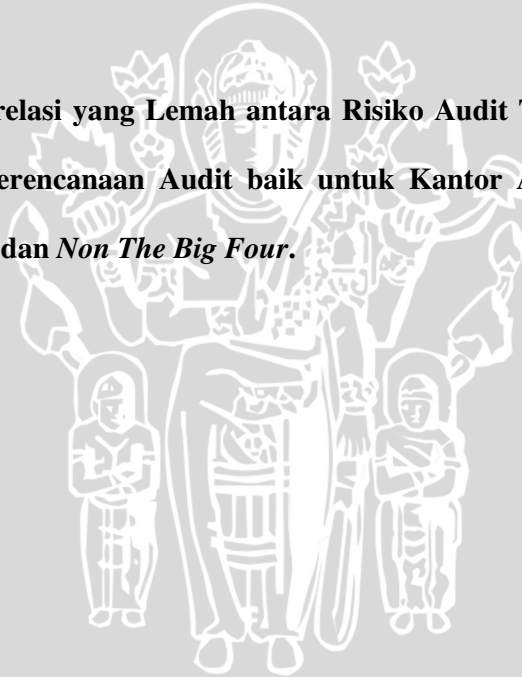 relasi yang Lemah antara Risiko Audit
erencanaan Audit baik untuk Kantor
dan Non The Big Four.